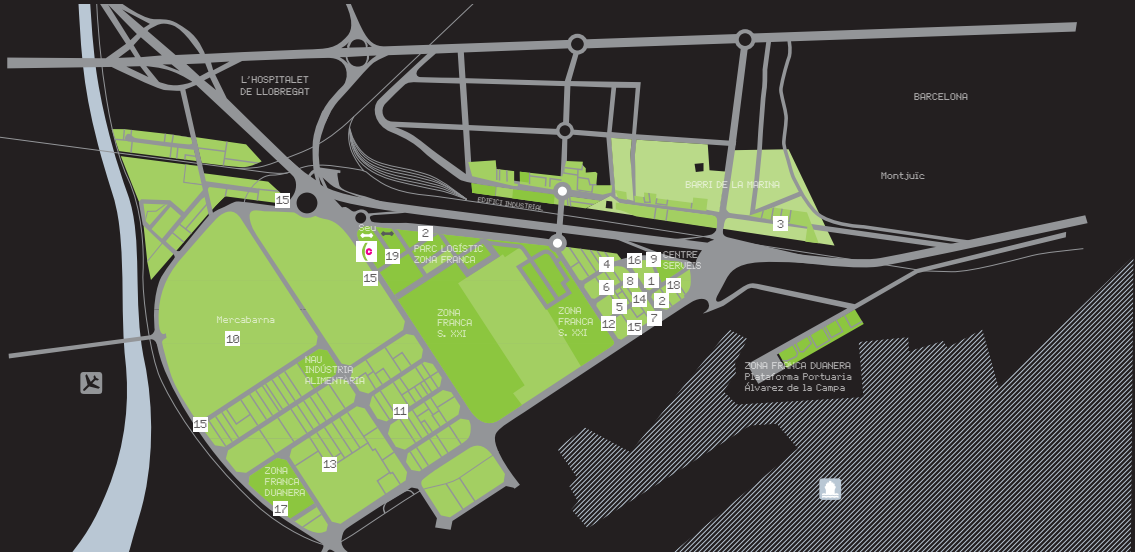 L'HOSPITALET
DE LLOBREGAT
BARCELONA
Montjuïc
BARRI DE LA MARINA
EDIFICI INDUSTRIAL
15
3
Seu
2
19
PARC LOGÍSTIC
ZONA FRANCA
15
CENTRE
SERVEIS
4
16
9
6
8
1
18
5
14
2
12
15
7
ZONA
FRANCA
S. XXI
ZONA
FRANCA
S. XXI
Mercabarna
10
NAU
INDÚSTRIA
ALIMENTÀRIA
ZONA FRANCA DUANERA
Plataforma Portuaria
Álvarez de la Campa
11
15
13
ZONA
FRANCA
DUANERA
17